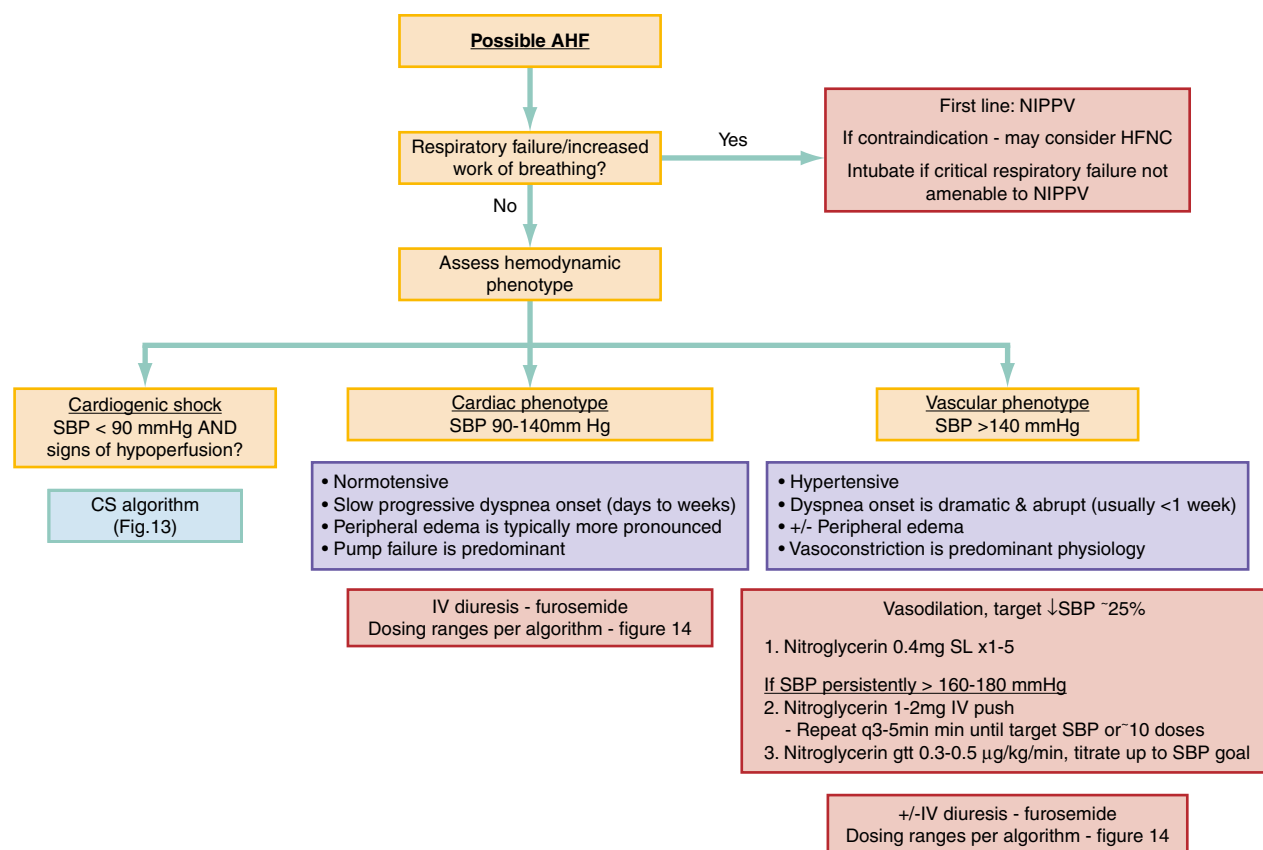 Possible AHF
Respiratory failure/increased
work of breathing?
Yes
First line: NIPPV
If contraindication - may consider HFNC
Intubate if critical respiratory failure not
amenable to NIPPV
No
Assess hemodynamic
phenotype
Cardiogenic shock
SBP < 90 mmHg AND
signs of hypoperfusion?
CS algorithm
(Fig.13)
Cardiac phenotype
SBP 90-140mm Hg
• Normotensive
• Slow progressive dyspnea onset (days to weeks)
• Peripheral edema is typically more pronounced
• Pump failure is predominant
IV diuresis - furosemide
Dosing ranges per algorithm - figure 14
Vascular phenotype
SBP >140 mmHg
• Hypertensive
• Dyspnea onset is dramatic & abrupt (usually <1 week)
• +/- Peripheral edema
• Vasoconstriction is predominant physiology
Vasodilation, target ↓SBP ~25%
1. Nitroglycerin 0.4mg SL x1-5
If SBP persistently > 160-180 mmHg
2. Nitroglycerin 1-2mg IV push
- Repeat q3-5min min until target SBP or~10 doses
3. Nitroglycerin gtt 0.3-0.5 µg/kg/min, titrate up to SBP goal
+/-IV diuresis - furosemide
Dosing ranges per algorithm - figure 14